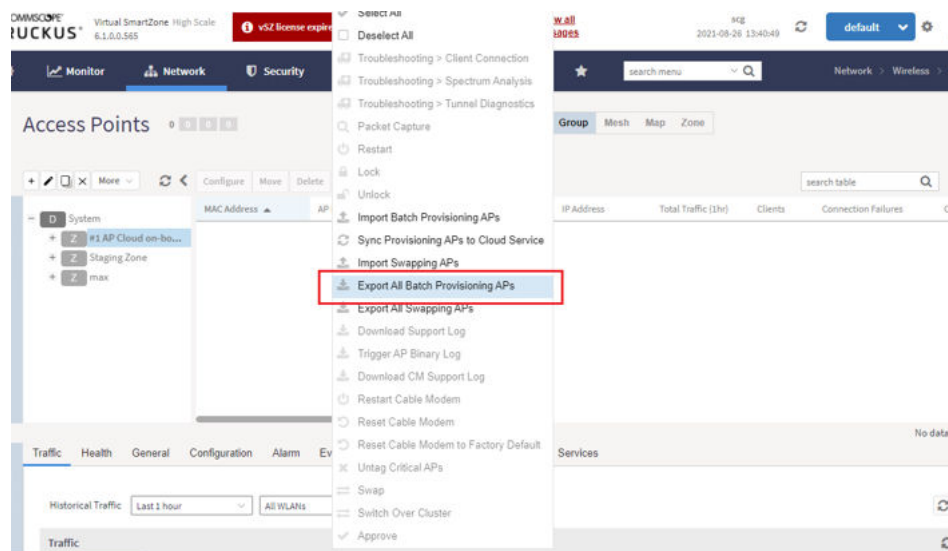 COMMSCOPE
RUCKUS
Virtual SmartZone High Scale
6.1.0.0.565
vSZ license expire
scg
2021-08-26 13:40:49
default
Monitor
Network
Security
search menu
Network > Wireless >
Access Points 0 0 0 0
Group Mesh Map Zone
More
Configure Move Delete
search table
MAC Address AP IP Address Total Traffic (1hr) Clients Connection Failures
D System
Z #1 AP Cloud on-bo...
Z Staging Zone
Z max
Select All
Deselect All
Troubleshooting > Client Connection
Troubleshooting > Spectrum Analysis
Troubleshooting > Tunnel Diagnostics
Packet Capture
Restart
Lock
Unlock
Import Batch Provisioning APs
Sync Provisioning APs to Cloud Service
Import Swapping APs
Export All Batch Provisioning APs
Export All Swapping APs
Download Support Log
Trigger AP Binary Log
Download CM Support Log
Restart Cable Modem
Reset Cable Modem
Reset Cable Modem to Factory Default
Untag Critical APs
Swap
Switch Over Cluster
Approve
No data
Traffic Health General Configuration Alarm Ev Services
Historical Traffic Last 1 hour All WLANs
Traffic